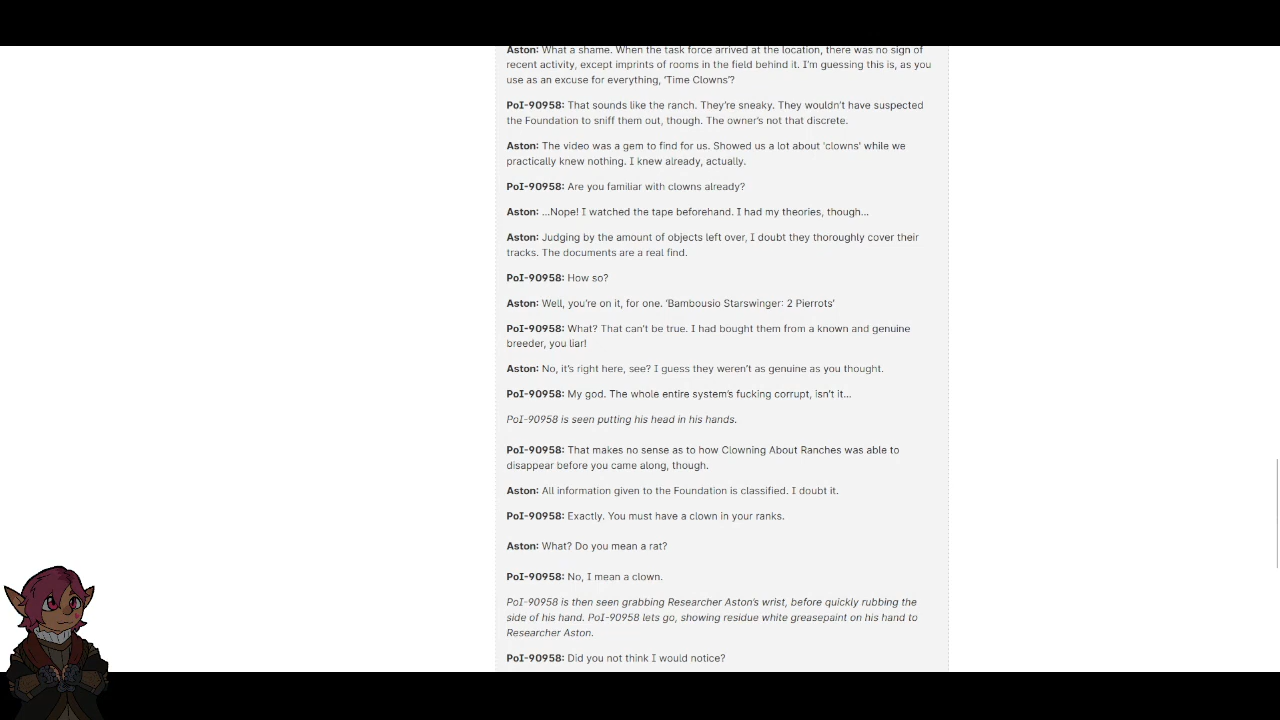 Aston: What a shame. When the task force arrived at the location, there was no sign of
recent activity, except imprints of rooms in the field behind it. I'm guessing this is, as you
use as an excuse for everything, 'Time Clowns'?
PoI-90958: That sounds like the ranch. They're sneaky. They wouldn't have suspected
the Foundation to sniff them out, though. The owner's not that discrete.
Aston: The video was a gem to find for us. Showed us a lot about 'clowns' while we
practically knew nothing. I knew already, actually.
PoI-90958: Are you familiar with clowns already?
Aston: …Nope! I watched the tape beforehand. I had my theories, though…
Aston: Judging by the amount of objects left over, I doubt they thoroughly cover their
tracks. The documents are a real find.
PoI-90958: How so?
Aston: Well, you're on it, for one. 'Bambousio Starswinger: 2 Pierrots'
PoI-90958: What? That can't be true. I had bought them from a known and genuine
breeder, you liar!
Aston: No, it's right here, see? I guess they weren't as genuine as you thought.
PoI-90958: My god. The whole entire system's fucking corrupt, isn't it…
PoI-90958 is seen putting his head in his hands.
PoI-90958: That makes no sense as to how Clowning About Ranches was able to
disappear before you came along, though.
Aston: All information given to the Foundation is classified. I doubt it.
PoI-90958: Exactly. You must have a clown in your ranks.
Aston: What? Do you mean a rat?
PoI-90958: No, I mean a clown.
PoI-90958 is then seen grabbing Researcher Aston's wrist, before quickly rubbing the
side of his hand. PoI-90958 lets go, showing residue white greasepaint on his hand to
Researcher Aston.
PoI-90958: Did you not think I would notice?